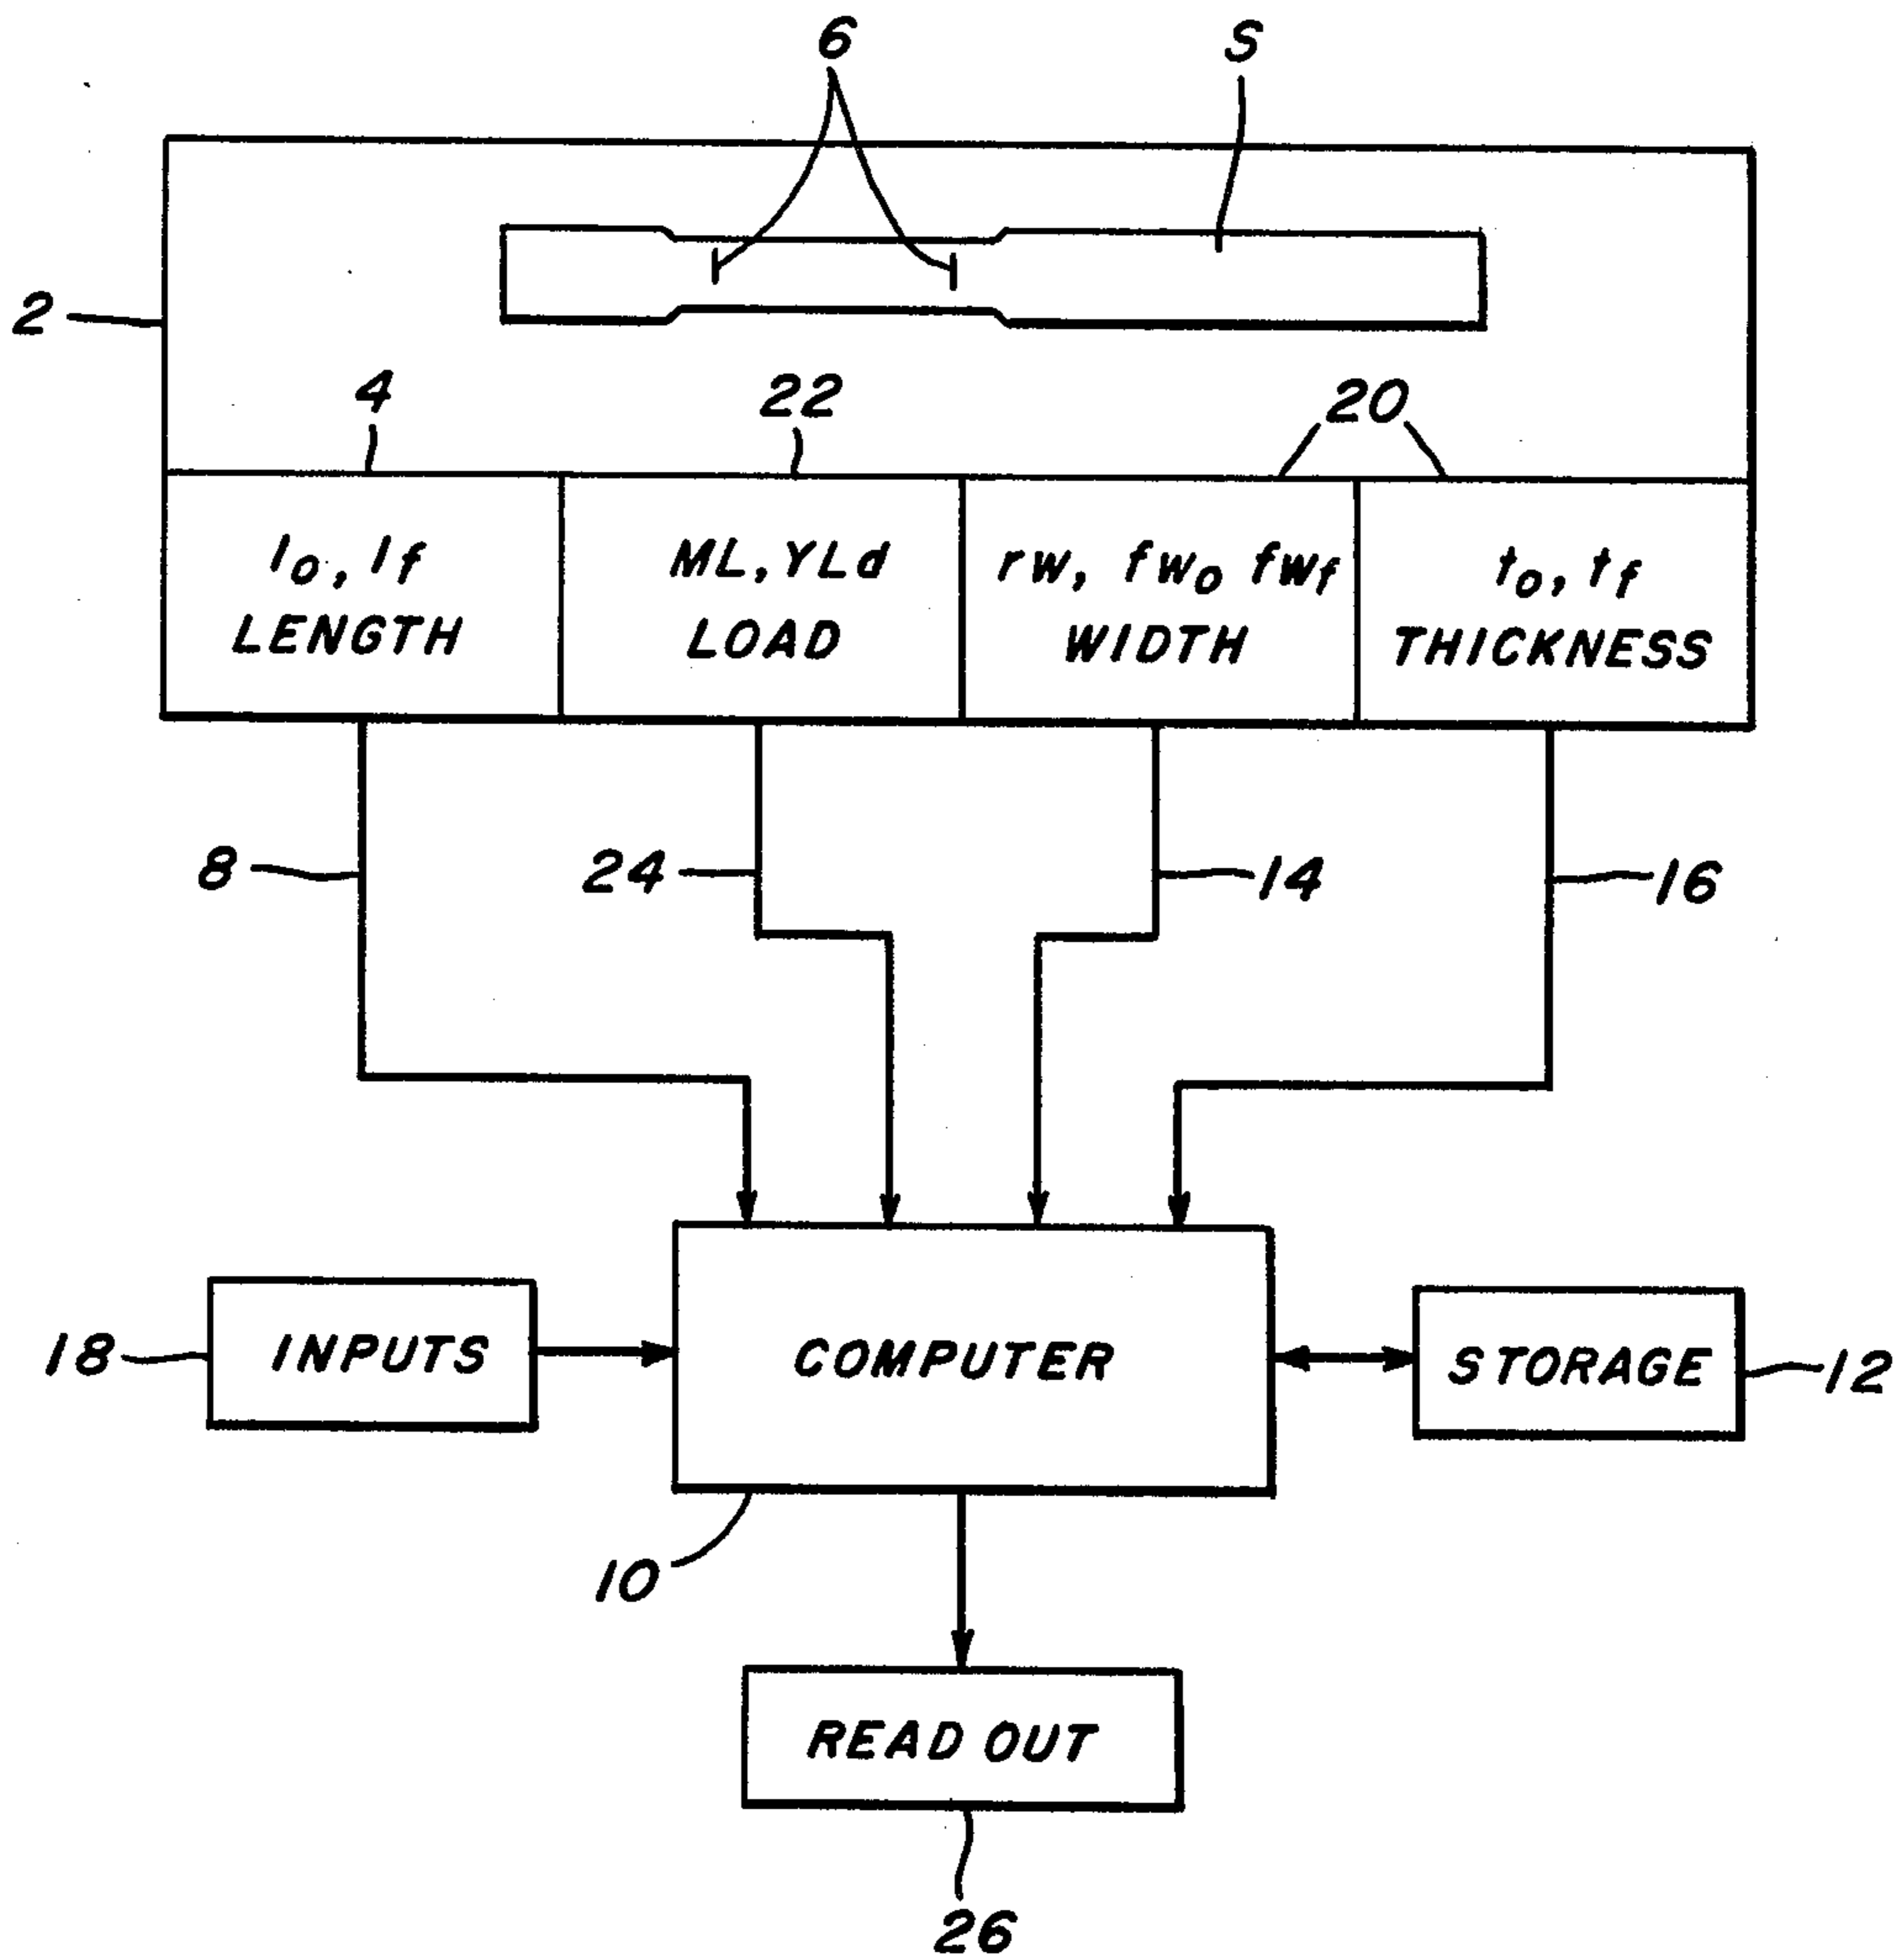 6 S
2
4 22 20
lo, lf ML, YLd rw, fwo fwf to, tf
LENGTH LOAD WIDTH THICKNESS
8 24 14 16
18 INPUTS COMPUTER STORAGE 12
10
READ OUT
26